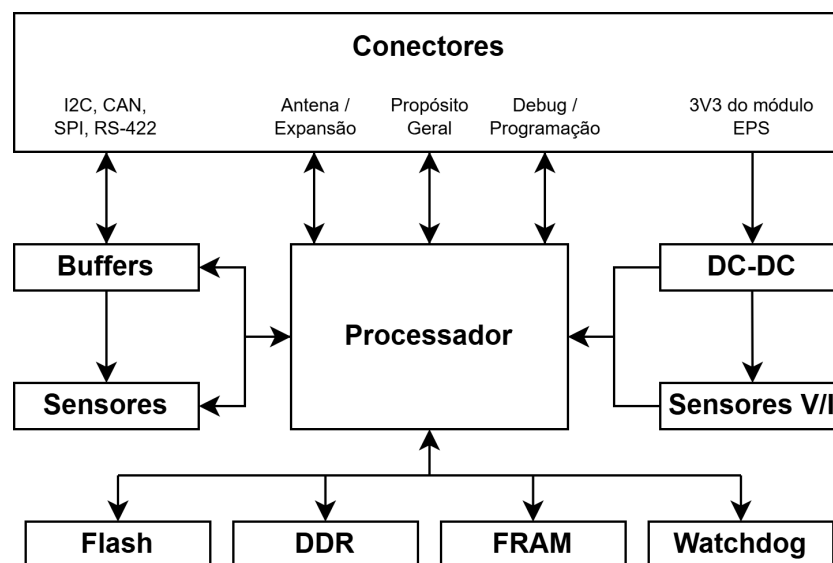 Conectores
I2C, CAN,
SPI, RS-422
Antena /
Expansão
Propósito
Geral
Debug /
Programação
3V3 do módulo
EPS
Buffers
DC-DC
Processador
Sensores
Sensores V/I
Flash
DDR
FRAM
Watchdog